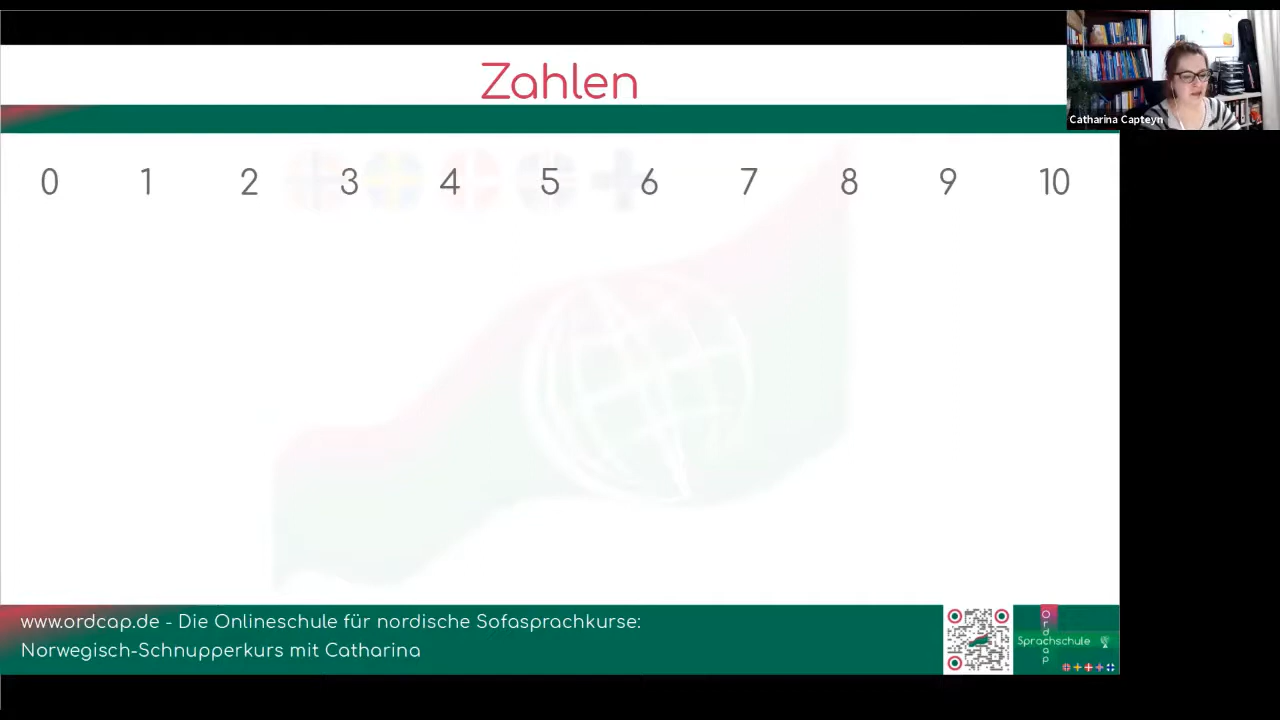 Zahlen
Catharina Capteyn
0 1 2 3 4 5 6 7 8 9 10
www.ordcap.de - Die Onlineschule für nordische Sofasprachkurse:
Norwegisch-Schnupperkurs mit Catharina
Ordcap
Sprachschule